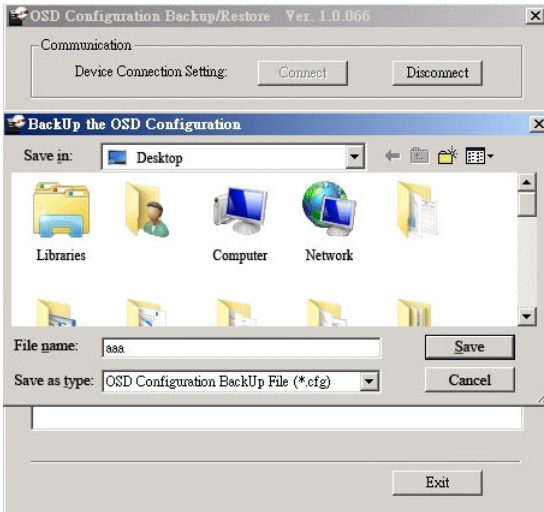 OSD Configuration Backup/Restore Ver. 1.0.066
Communication
Device Connection Setting: Connect Disconnect
BackUp the OSD Configuration
Save in: Desktop
Libraries Computer Network
File name: aaa Save
Save as type: OSD Configuration BackUp File (*.cfg) Cancel
Exit